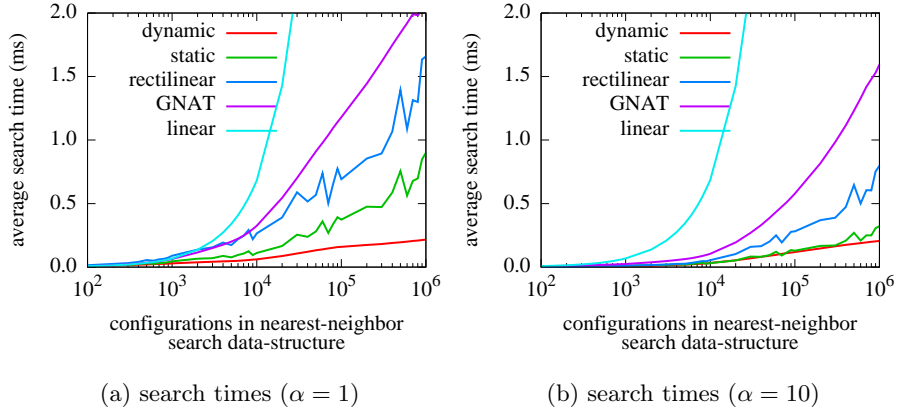 2.0
1.5
1.0
0.5
0.0
average search time (ms)
dynamic
static
rectilinear
GNAT
linear
10^2
10^3
10^4
10^5
10^6
configurations in nearest-neighbor
search data-structure
(a) search times (α = 1)
2.0
1.5
1.0
0.5
0.0
average search time (ms)
dynamic
static
rectilinear
GNAT
linear
10^2
10^3
10^4
10^5
10^6
configurations in nearest-neighbor
search data-structure
(b) search times (α = 10)